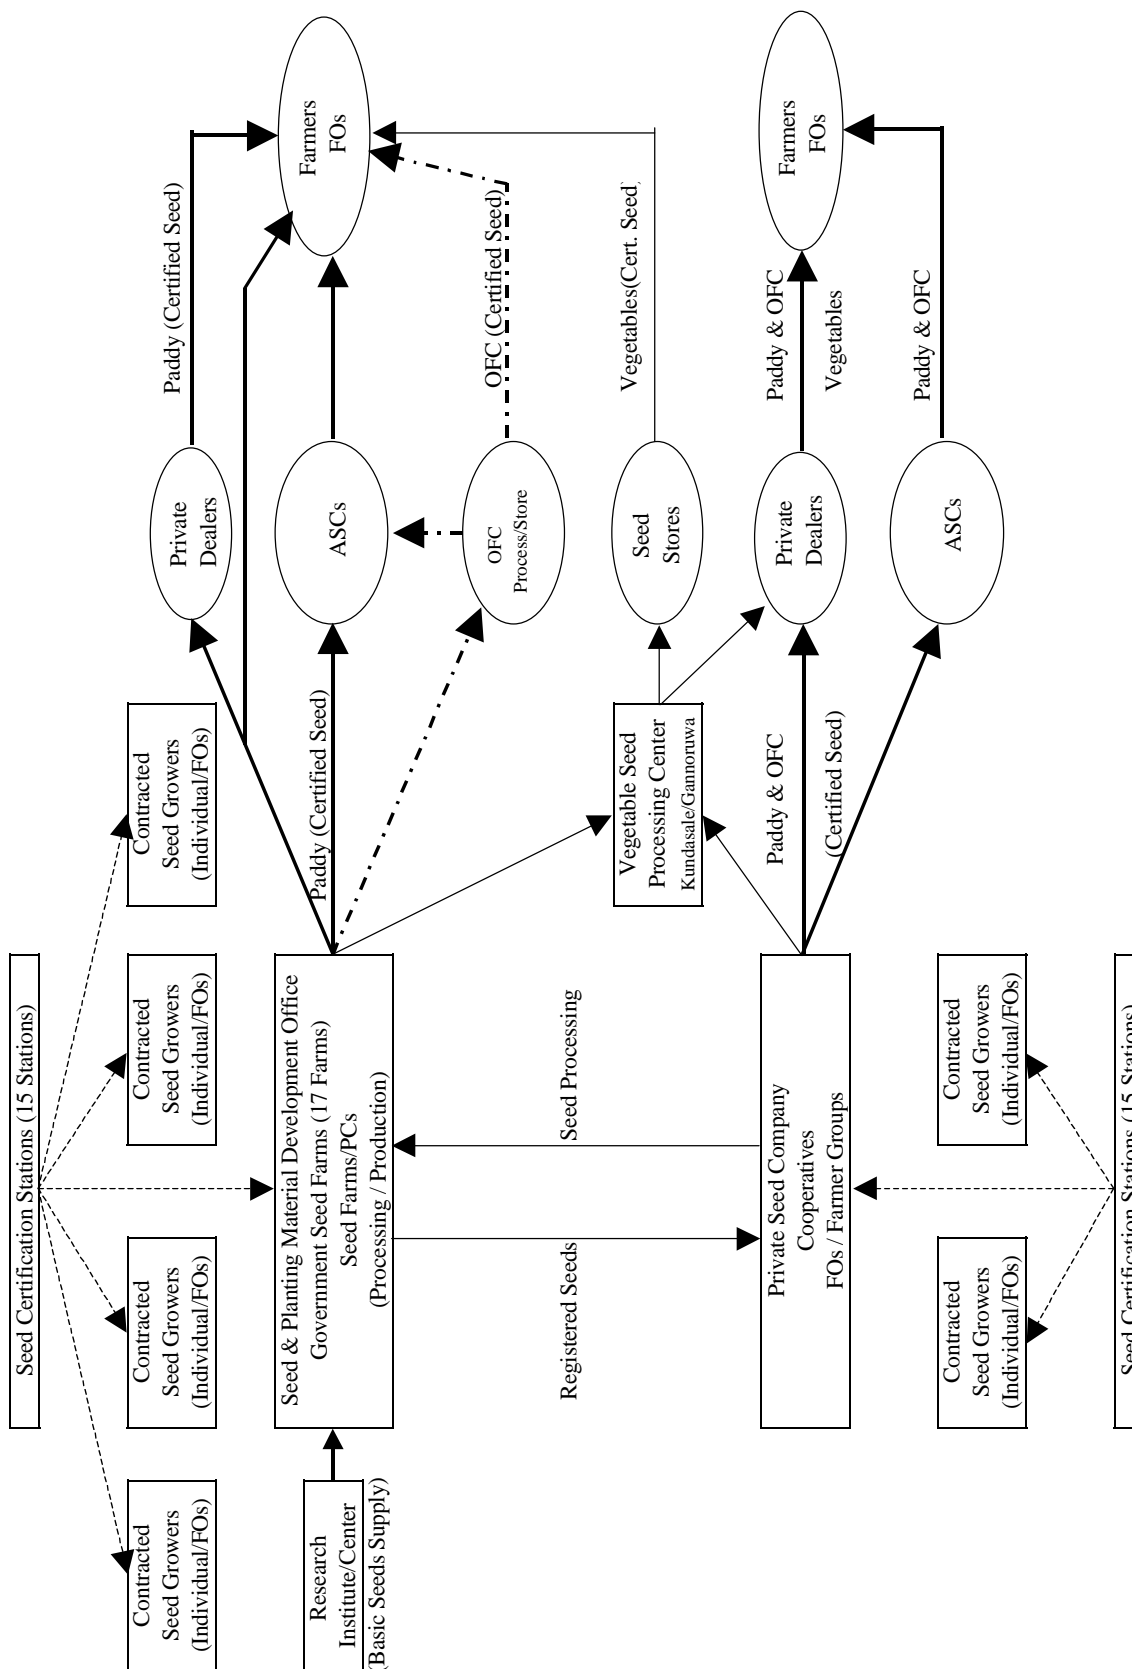 Seed Certification Stations (15 Stations)
Contracted
Seed Growers
(Individual/FOs)
Contracted
Seed Growers
(Individual/FOs)
Contracted
Seed Growers
(Individual/FOs)
Contracted
Seed Growers
(Individual/FOs)
Research
Institute/Center
(Basic Seeds Supply)
Seed & Planting Material Development Office
Government Seed Farms (17 Farms)
Seed Farms/PCs
(Processing / Production)
Paddy (Certified Seed)
Private
Dealers
Paddy (Certified Seed)
ASCs
OFC
Process/Store
OFC (Certified Seed)
Farmers
FOs
Registered Seeds
Seed Processing
Vegetable Seed
Processing Center
Kundasale/Gannoruwa
Seed
Stores
Vegetables(Cert. Seed)
Private Seed Company
Cooperatives
FOs / Farmer Groups
Paddy & OFC
(Certified Seed)
Private
Dealers
Paddy & OFC
Vegetables
Farmers
FOs
ASCs
Paddy & OFC
Contracted
Seed Growers
(Individual/FOs)
Contracted
Seed Growers
(Individual/FOs)
Seed Certification Stations (15 Stations)